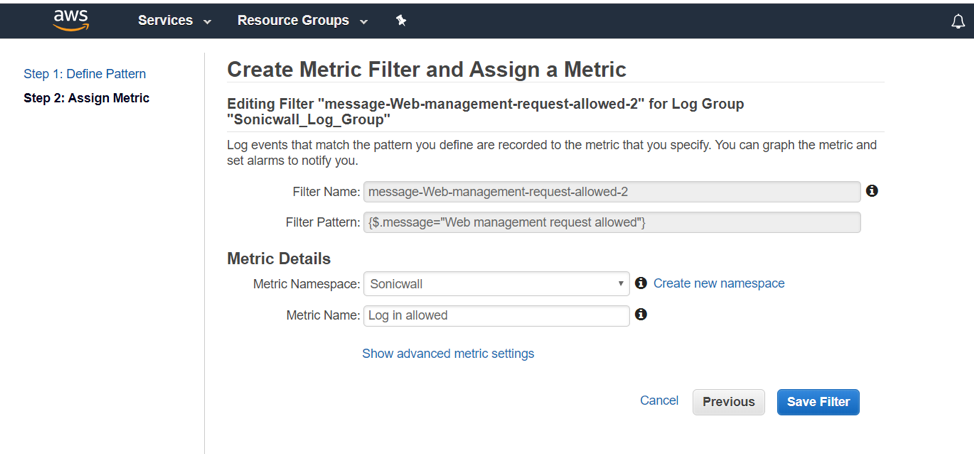 aws
Services
Resource Groups
Step 1: Define Pattern
Step 2: Assign Metric
Create Metric Filter and Assign a Metric
Editing Filter "message-Web-management-request-allowed-2" for Log Group
"Sonicwall_Log_Group"
Log events that match the pattern you define are recorded to the metric that you specify. You can graph the metric and
set alarms to notify you.
Filter Name: message-Web-management-request-allowed-2
Filter Pattern: {$.message="Web management request allowed"}
Metric Details
Metric Namespace: Sonicwall Create new namespace
Metric Name: Log in allowed
Show advanced metric settings
Cancel Previous Save Filter